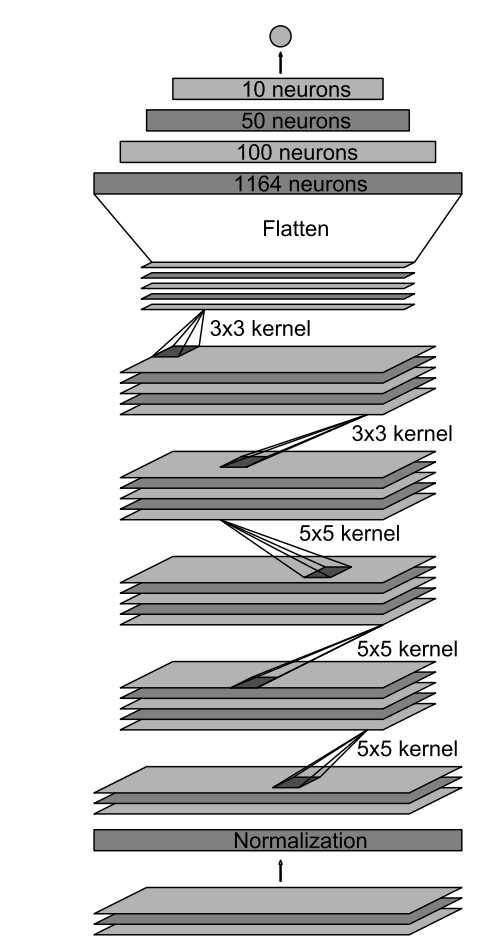 10 neurons
50 neurons
100 neurons
1164 neurons
Flatten
3x3 kernel
3x3 kernel
5x5 kernel
5x5 kernel
5x5 kernel
Normalization